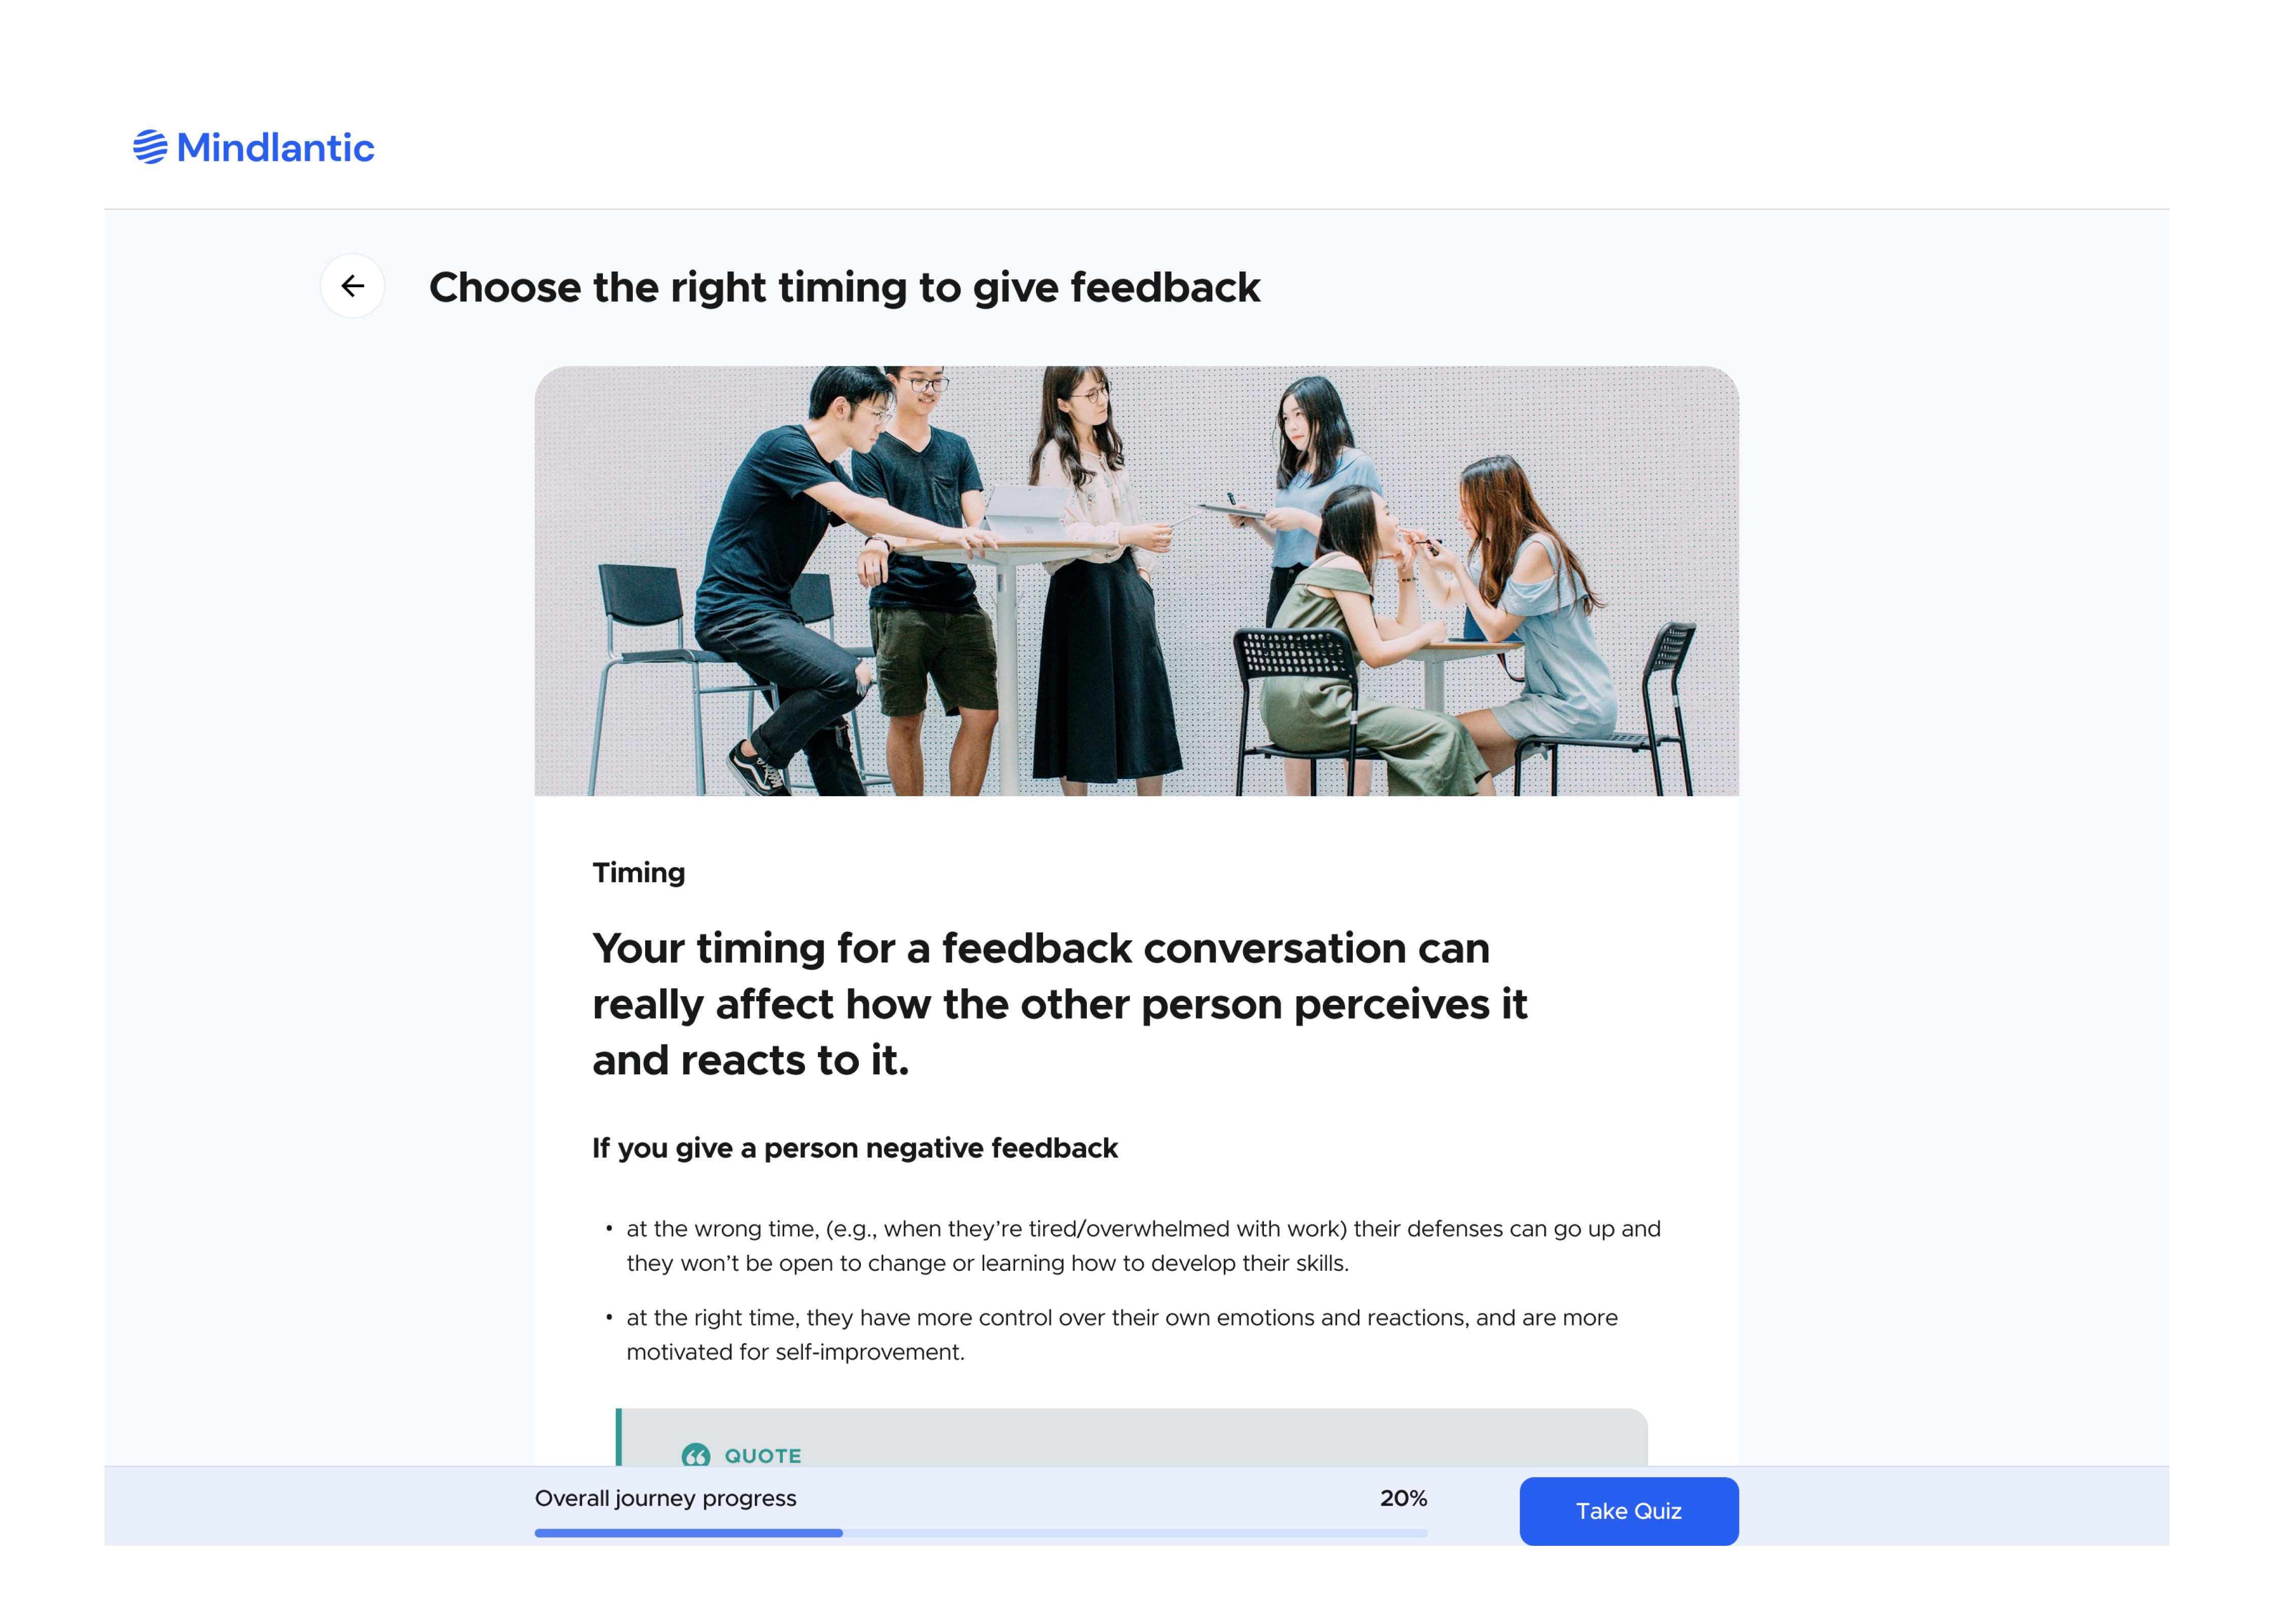 Mindlantic
Choose the right timing to give feedback
Timing
Your timing for a feedback conversation can
really affect how the other person perceives it
and reacts to it.
If you give a person negative feedback
• at the wrong time, (e.g., when they’re tired/overwhelmed with work) their defenses can go up and
they won’t be open to change or learning how to develop their skills.
• at the right time, they have more control over their own emotions and reactions, and are more
motivated for self-improvement.
QUOTE
Overall journey progress
20%
Take Quiz